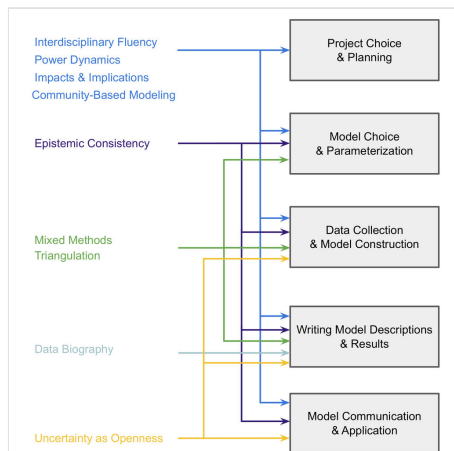 Interdisciplinary Fluency
Power Dynamics
Impacts & Implications
Community-Based Modeling
Epistemic Consistency
Mixed Methods
Triangulation
Data Biography
Uncertainty as Openness
Project Choice
& Planning
Model Choice
& Parameterization
Data Collection
& Model Construction
Writing Model Descriptions
& Results
Model Communication
& Application